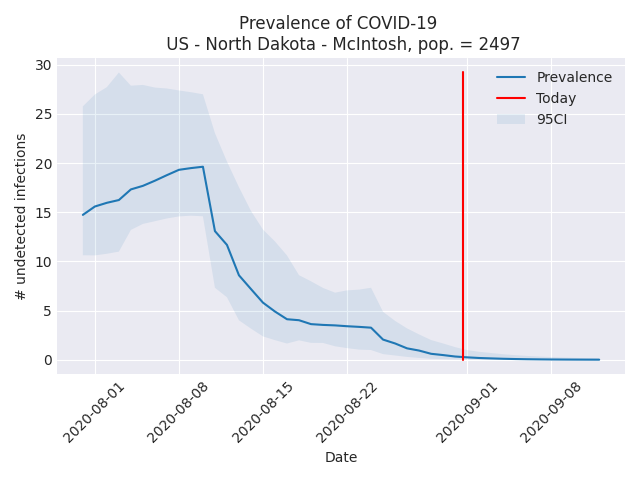 Prevalence of COVID-19
US - North Dakota - McIntosh, pop. = 2497
30
25
20
15
10
5
0
# undetected infections
Prevalence
Today
95CI
2020-08-01
2020-08-08
2020-08-15
2020-08-22
2020-09-01
2020-09-08
Date